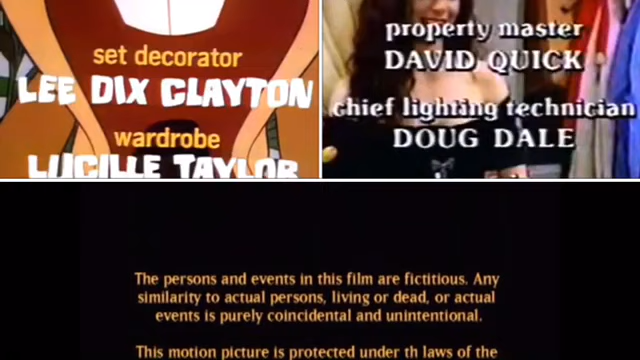 set decorator
LEE DIX CLAYTON
wardrobe
LUCILLE TAYLOR
property master
DAVID QUICK
chief lighting technician
DOUG DALE
The persons and events in this film are fictitious. Any
similarity to actual persons, living or dead, or actual
events is purely coincidental and unintentional.
This motion picture is protected under th laws of the